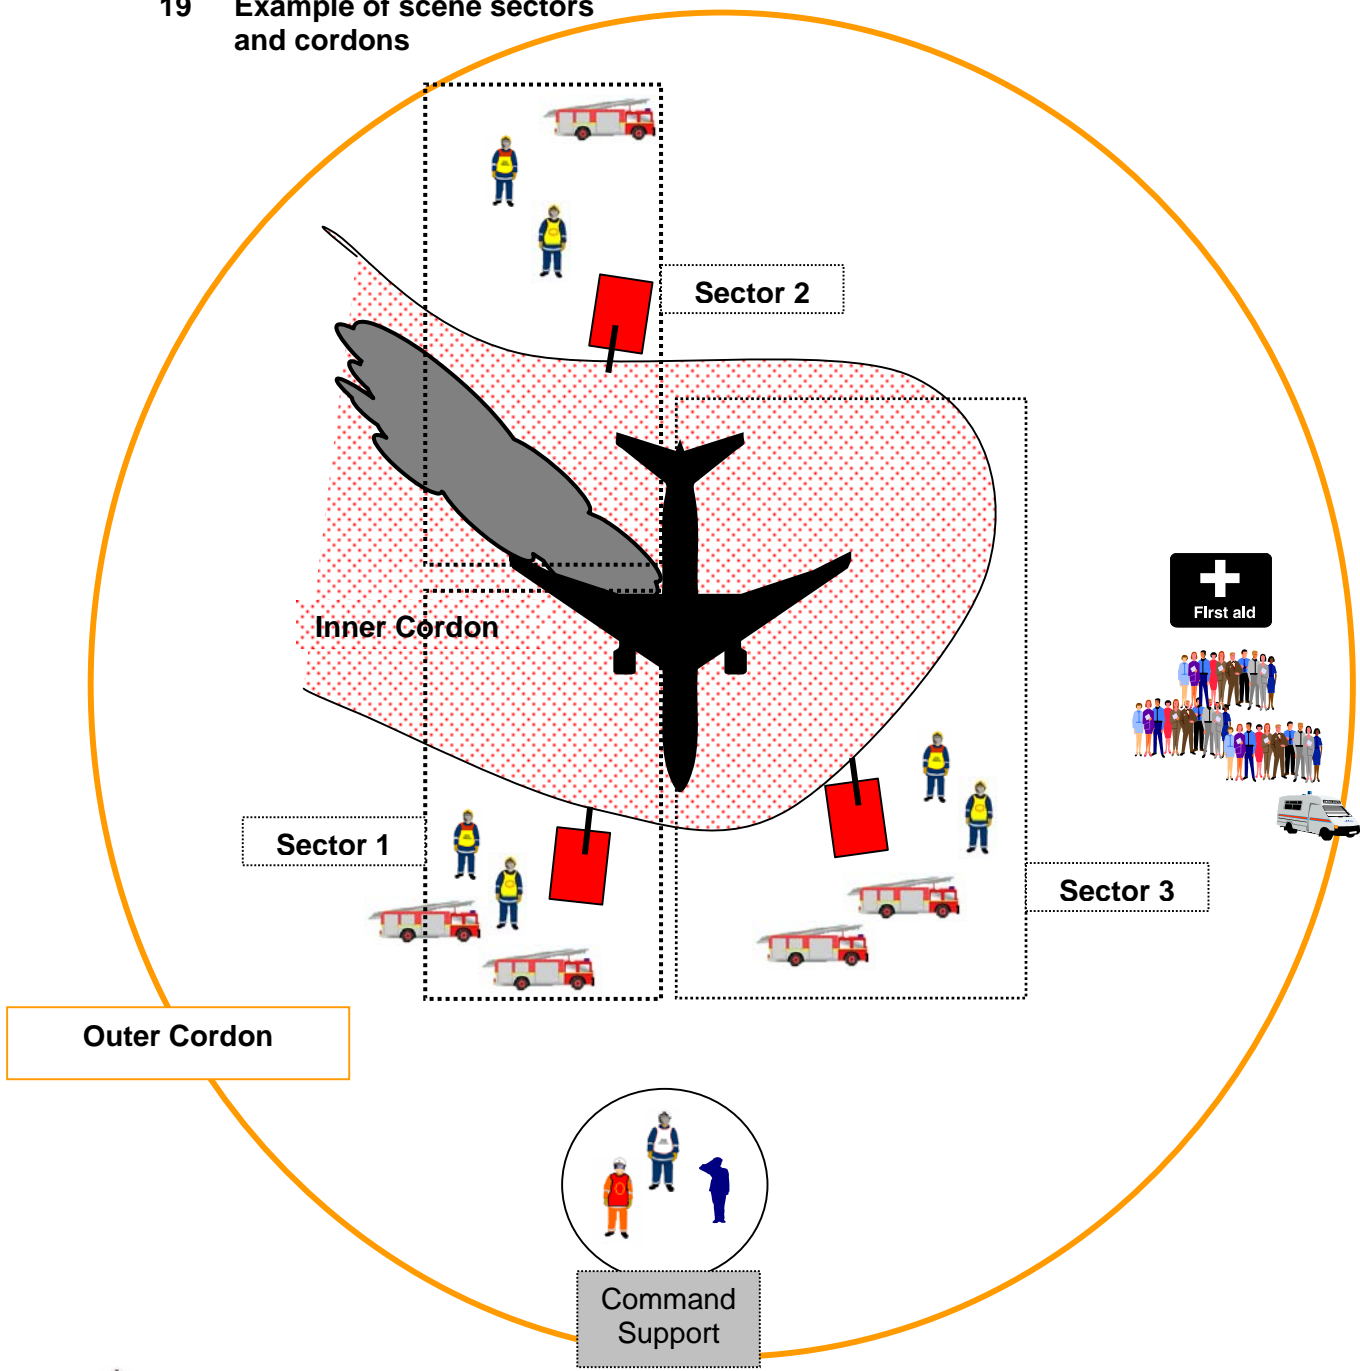 19 Example of scene sectors
and cordons
Sector 2
First aid
Inner Cordon
Sector 1
Sector 3
Outer Cordon
Command
Support